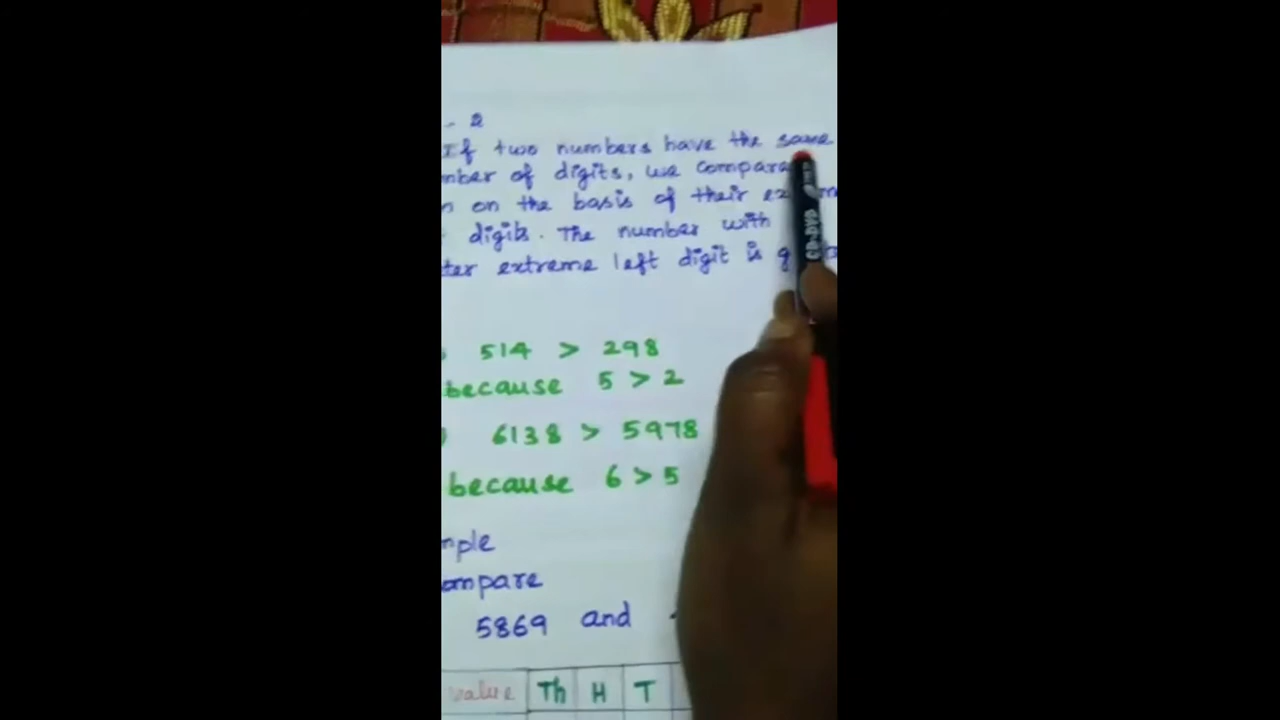 - 2
If two numbers have the same
mber of digits, we compare
n on the basis of their
digits. The number with
ter extreme left digit is
514 > 298
because 5 > 2
6138 > 5978
because 6 > 5
mple
ompare
5869 and
value Th H T